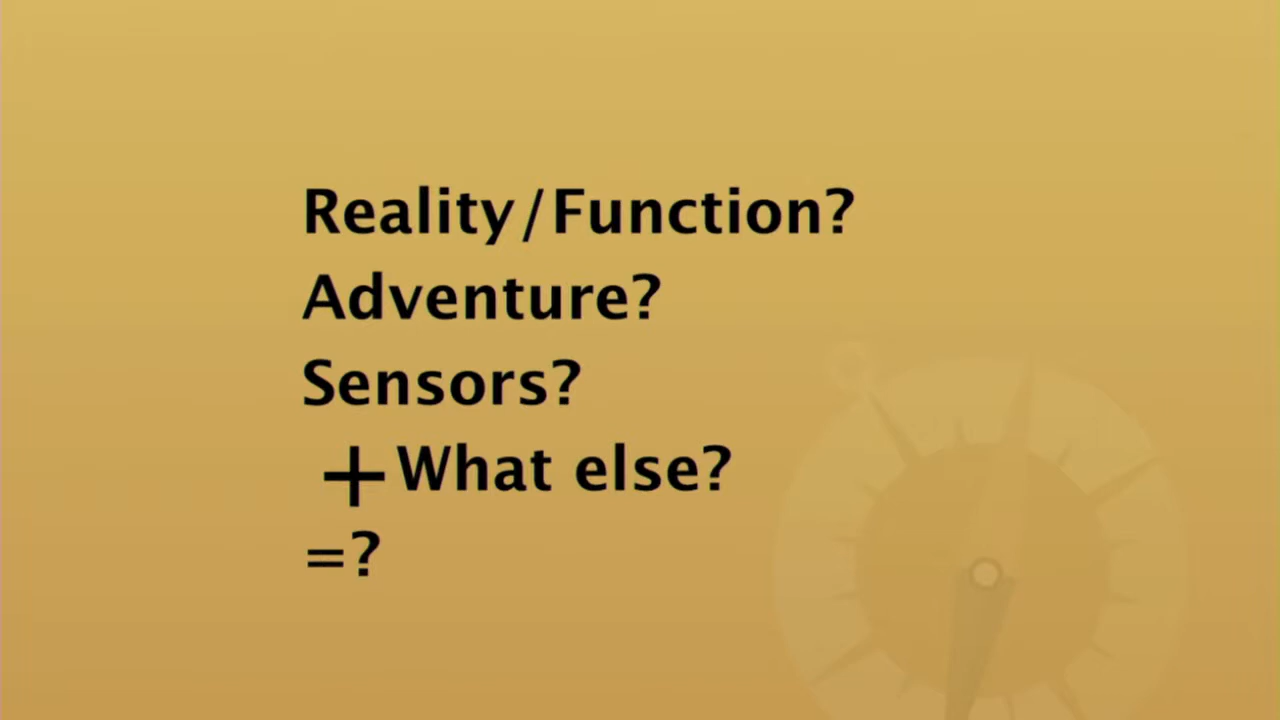 Reality/Function?
Adventure?
Sensors?
+What else?
=?